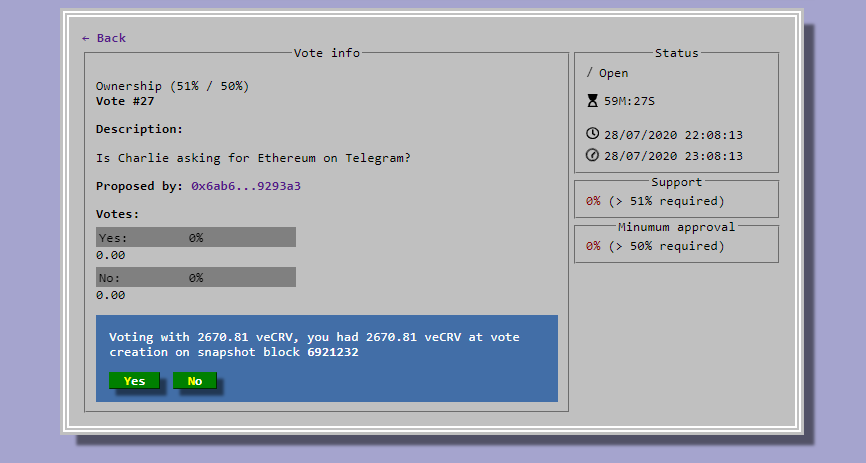 ← Back
Vote info
Ownership (51% / 50%)
Vote #27
Description:
Is Charlie asking for Ethereum on Telegram?
Proposed by: 0x6ab6...9293a3
Votes:
Yes: 0%
0.00
No: 0%
0.00
Voting with 2670.81 veCRV, you had 2670.81 veCRV at vote
creation on snapshot block 6921232
Yes No
Status
/ Open
59M:27S
28/07/2020 22:08:13
28/07/2020 23:08:13
Support
0% (> 51% required)
Minumum approval
0% (> 50% required)